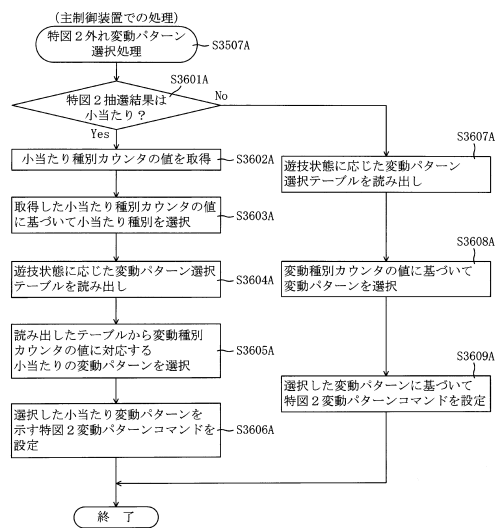 (主制御装置での処理)
特図2外れ変動パターン
選択処理
S3507A
S3601A
特図2抽選結果は
小当たり?
No
Yes
小当たり種別カウンタの値を取得
S3602A
取得した小当たり種別カウンタの値
に基づいて小当たり種別を選択
S3603A
遊技状態に応じた変動パターン選択
テーブルを読み出し
S3604A
読み出したテーブルから変動種別
カウンタの値に対応する
小当たりの変動パターンを選択
S3605A
選択した小当たり変動パターンを
示す特図2変動パターンコマンドを
設定
S3606A
S3607A
遊技状態に応じた変動パターン
選択テーブルを読み出し
S3608A
変動種別カウンタの値に基づいて
変動パターンを選択
S3609A
選択した変動パターンに基づいて
特図2変動パターンコマンドを設定
終 了